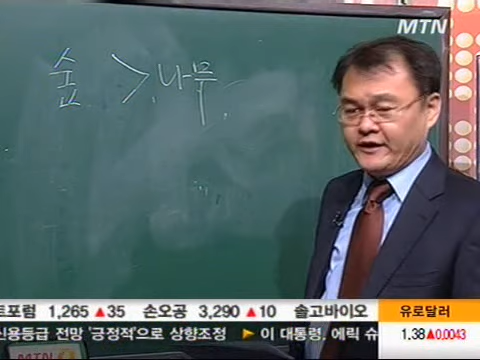 MTN
숲 > 나무
트포럼 1,265 ▲35 손오공 3,290 ▲10 솔고바이오 유로달러
신용등급 전망 '긍정적'으로 상향조정 ▶ 이 대통령, 에릭 슈 1.38▲0.0043
MTN